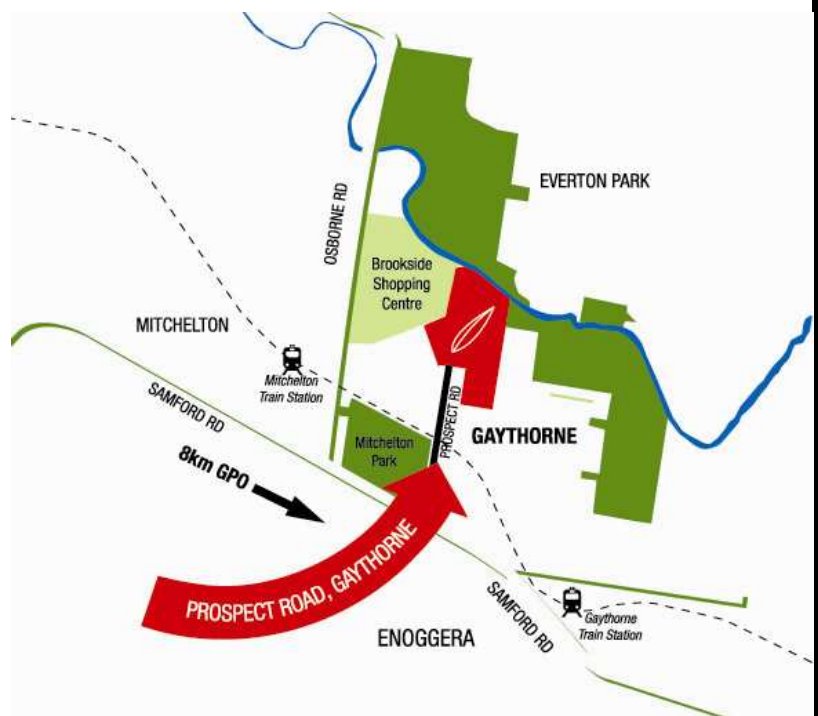 EVERTON PARK
OSBORNE RD
Brookside
Shopping
Centre
MITCHELTON
Mitchelton
Train Station
SAMFORD RD
PROSPECT RD
GAYTHORNE
Mitchelton
Park
8km GPO
PROSPECT ROAD, GAYTHORNE
SAMFORD RD
Gaythorne
Train Station
ENOGGERA